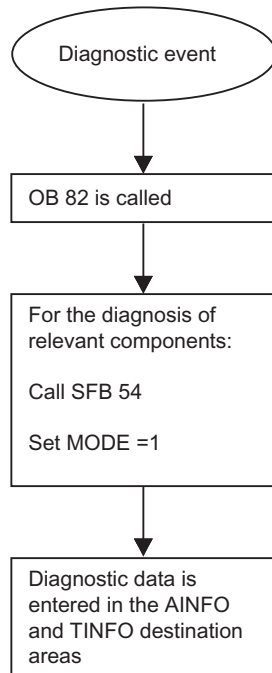 Diagnostic event
OB 82 is called
For the diagnosis of
relevant components:
Call SFB 54
Set MODE =1
Diagnostic data is
entered in the AINFO
and TINFO destination
areas